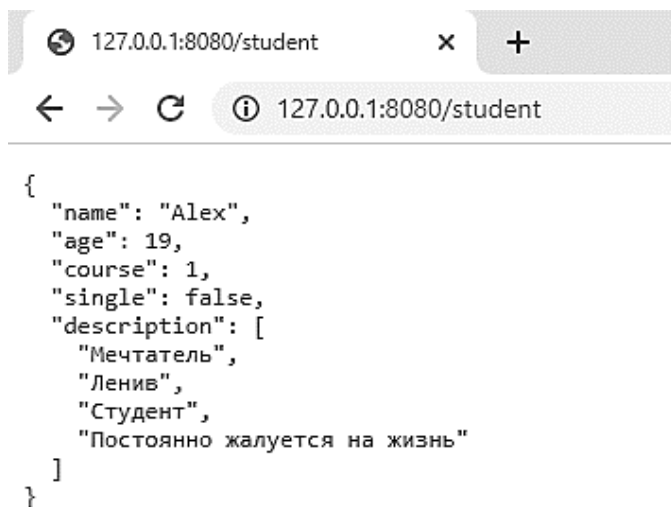 127.0.0.1:8080/student
127.0.0.1:8080/student
{
  "name": "Alex",
  "age": 19,
  "course": 1,
  "single": false,
  "description": [
    "Мечтатель",
    "Ленив",
    "Студент",
    "Постоянно жалуется на жизнь"
  ]
}